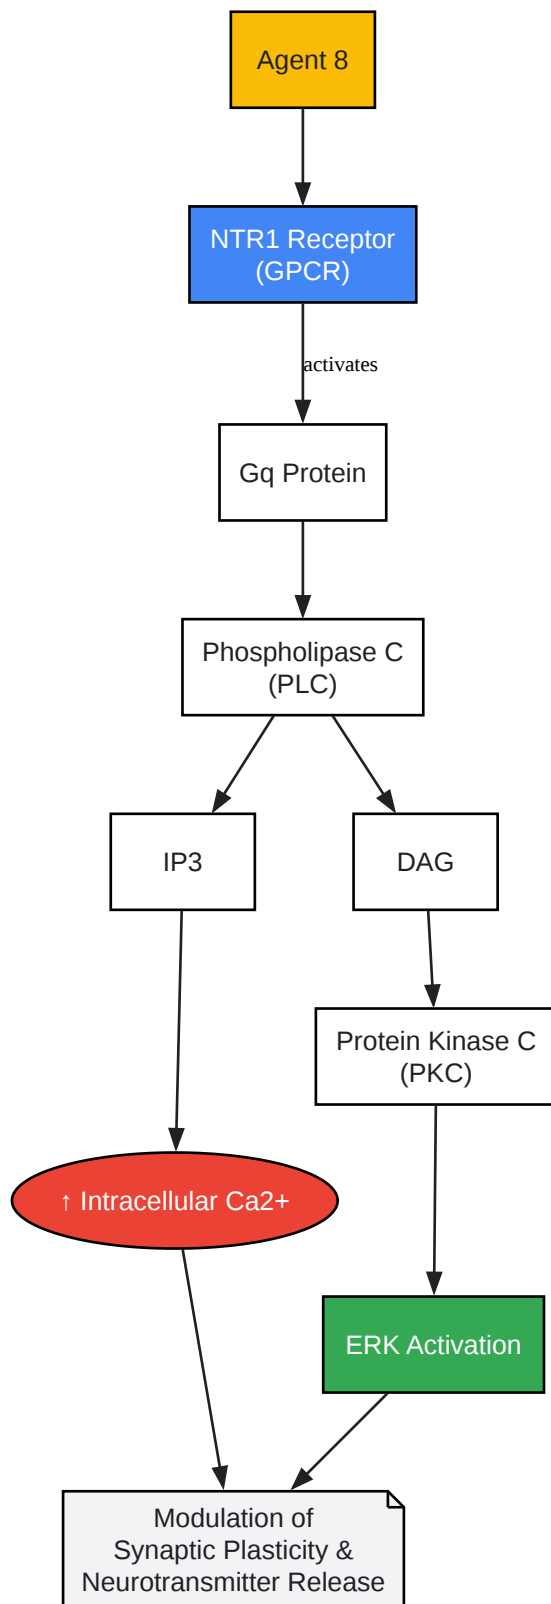 Agent 8
NTR1 Receptor
(GPCR)
activates
Gq Protein
Phospholipase C
(PLC)
IP3
DAG
Protein Kinase C
(PKC)
↑ Intracellular Ca2+
ERK Activation
Modulation of
Synaptic Plasticity &
Neurotransmitter Release